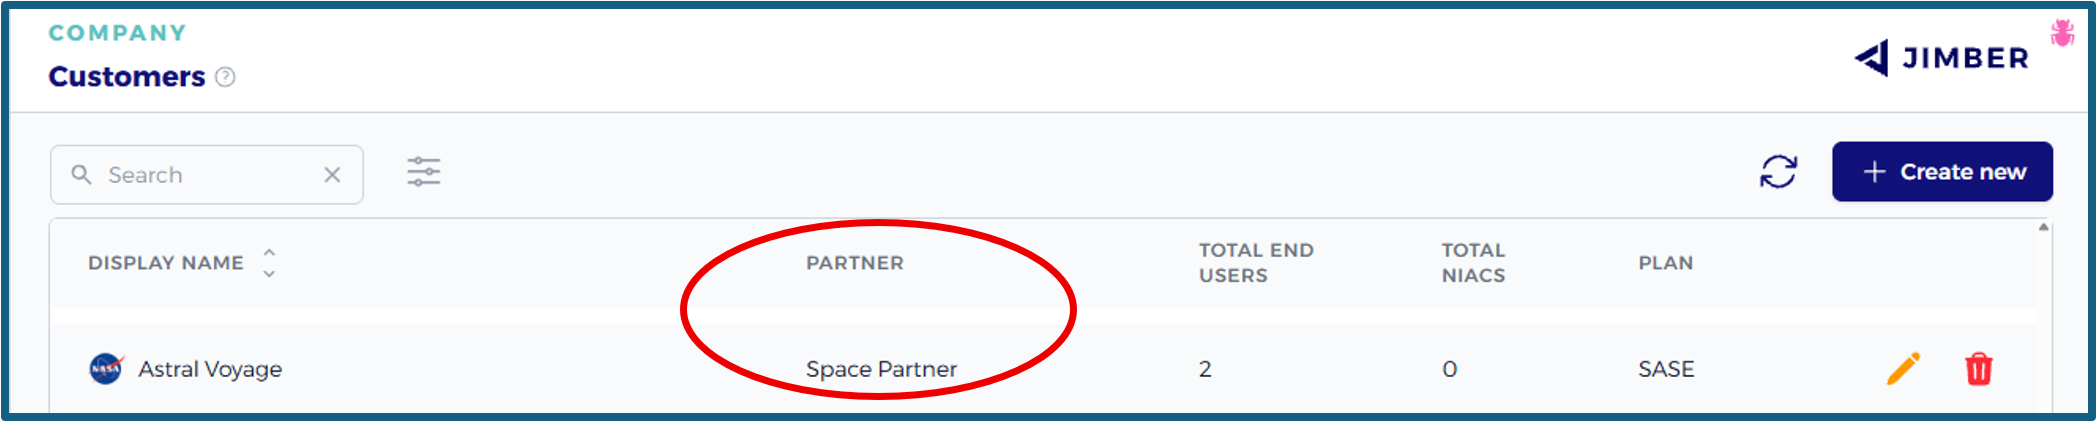 COMPANY
Customers ?
JIMBER
Search
Create new
DISPLAY NAME
PARTNER
TOTAL END
USERS
TOTAL
NIACS
PLAN
NASA
Astral Voyage
Space Partner
2
0
SASE